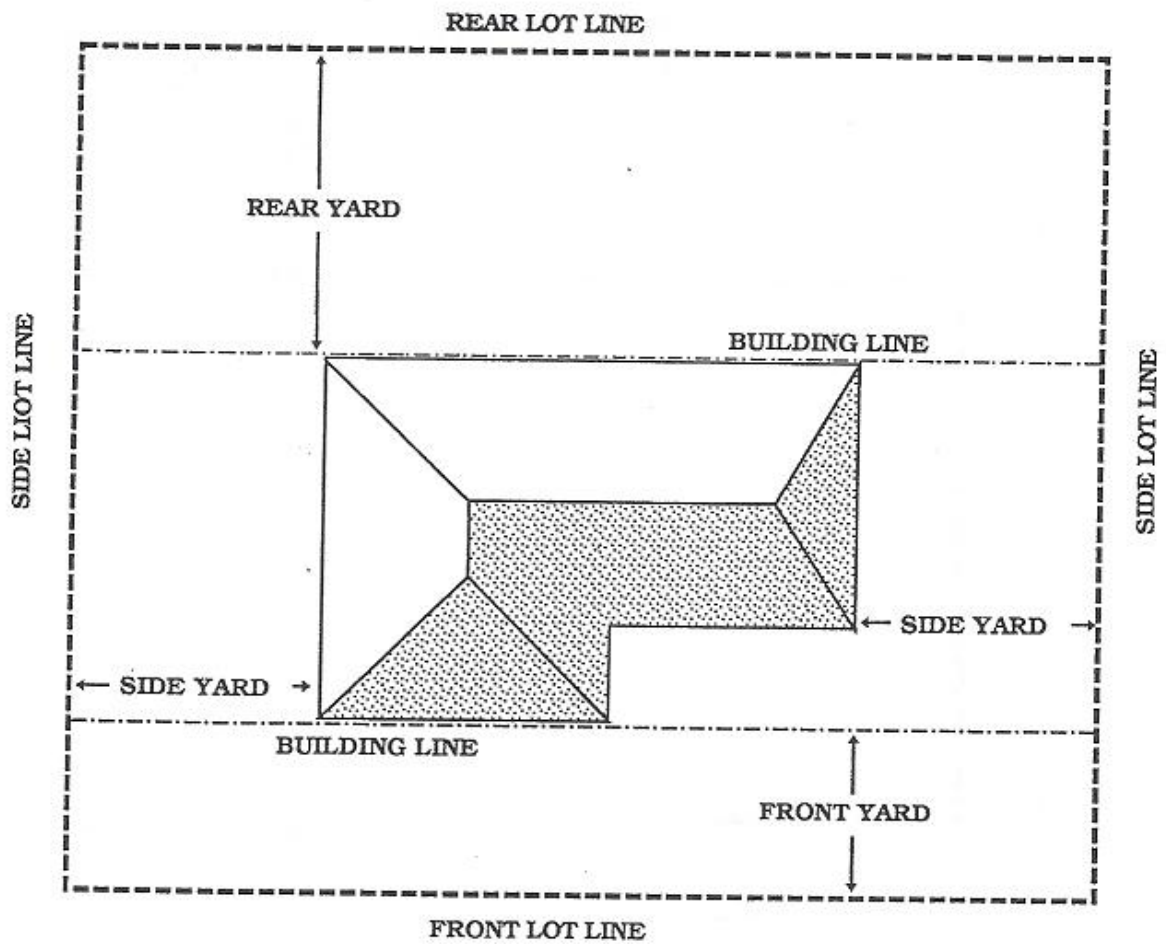 REAR LOT LINE
REAR YARD
BUILDING LINE
SIDE LIOT LINE
SIDE LOT LINE
SIDE YARD
SIDE YARD
BUILDING LINE
FRONT YARD
FRONT LOT LINE